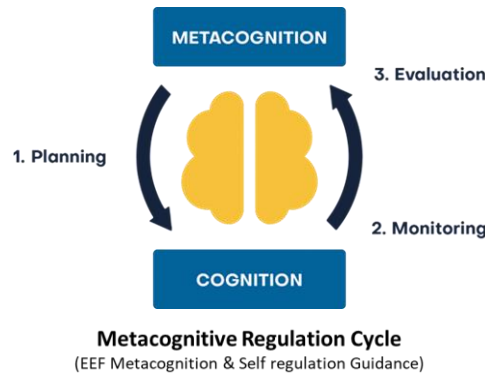 METACOGNITION
3. Evaluation
1. Planning
2. Monitoring
COGNITION
Metacognitive Regulation Cycle
(EEF Metacognition & Self regulation Guidance)